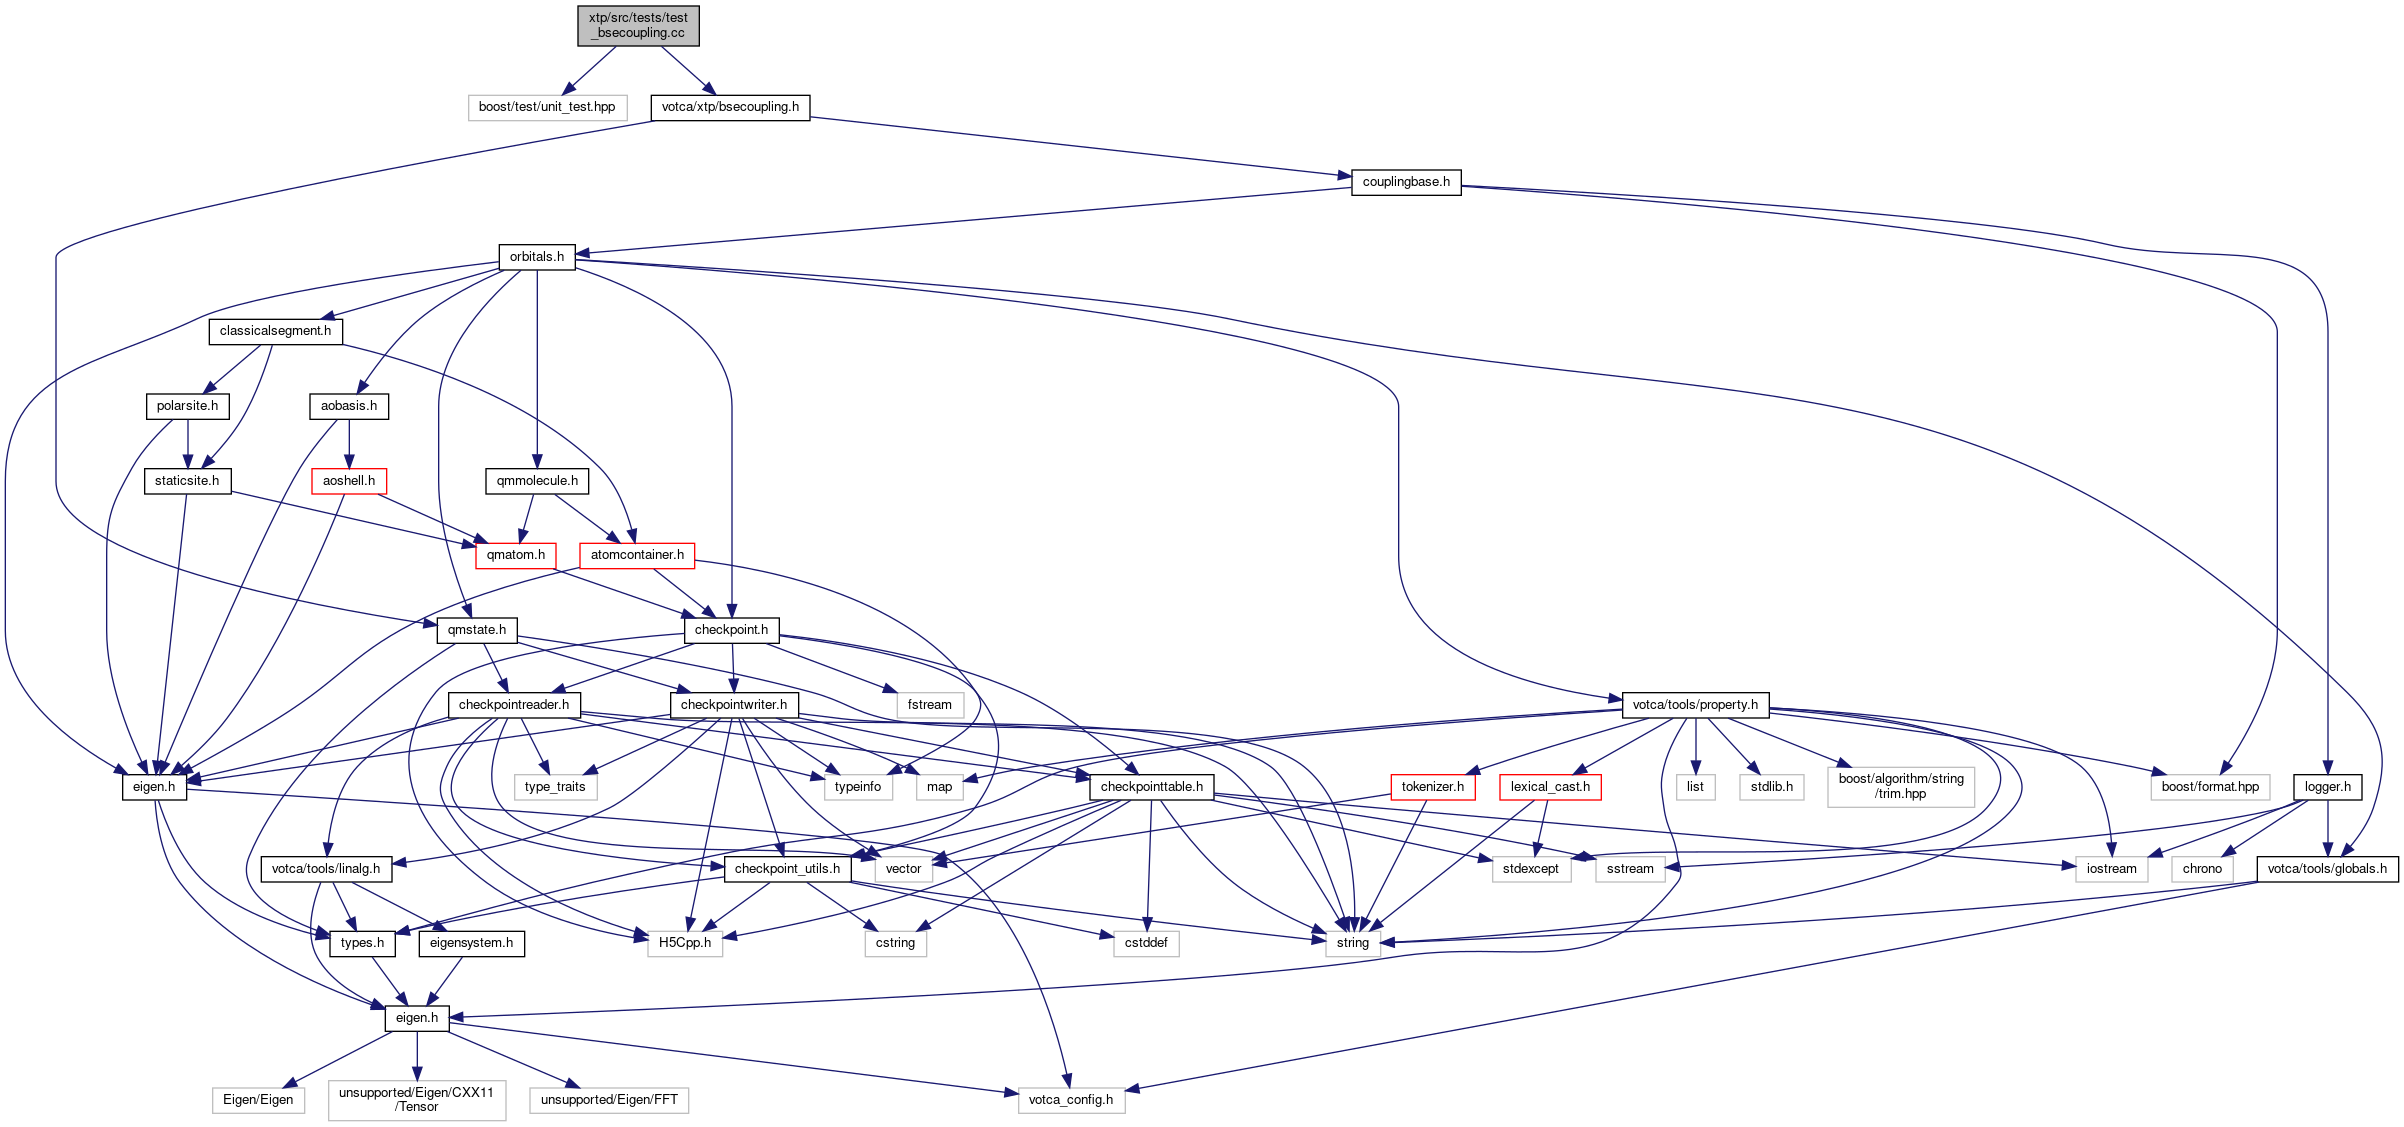 xtp/src/tests/test
_bsecoupling.cc
boost/test/unit_test.hpp
votca/xtp/bsecoupling.h
couplingbase.h
orbitals.h
classicalsegment.h
polarsite.h
aobasis.h
staticsite.h
aoshell.h
qmmolecule.h
qmatom.h
atomcontainer.h
qmstate.h
checkpoint.h
checkpointreader.h
checkpointwriter.h
fstream
votca/tools/property.h
eigen.h
type_traits
typeinfo
map
checkpointtable.h
tokenizer.h
lexical_cast.h
list
stdlib.h
boost/algorithm/string
/trim.hpp
boost/format.hpp
logger.h
votca/tools/linalg.h
checkpoint_utils.h
vector
stdexcept
sstream
iostream
chrono
votca/tools/globals.h
types.h
eigensystem.h
H5Cpp.h
cstring
cstddef
string
eigen.h
Eigen/Eigen
unsupported/Eigen/CXX11
/Tensor
unsupported/Eigen/FFT
votca_config.h